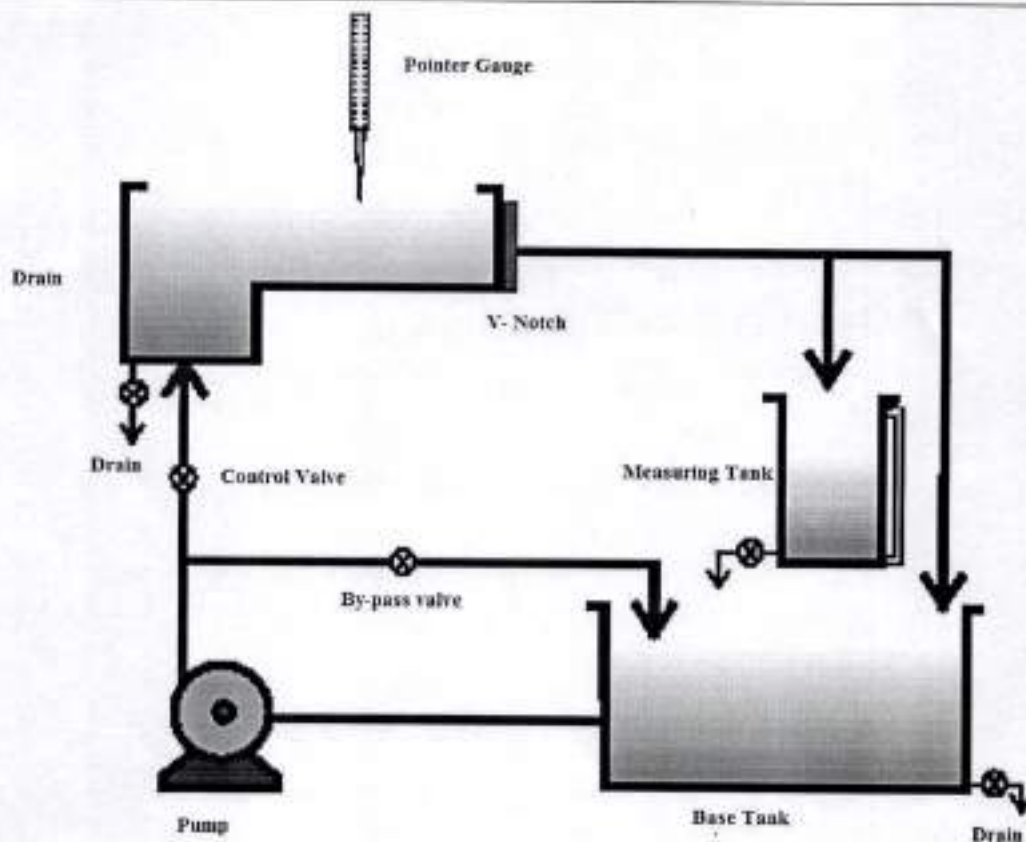 Pointer Gauge
Drain
V- Notch
Drain
Control Valve
Measuring Tank
By-pass valve
Base Tank
Pump
Drain